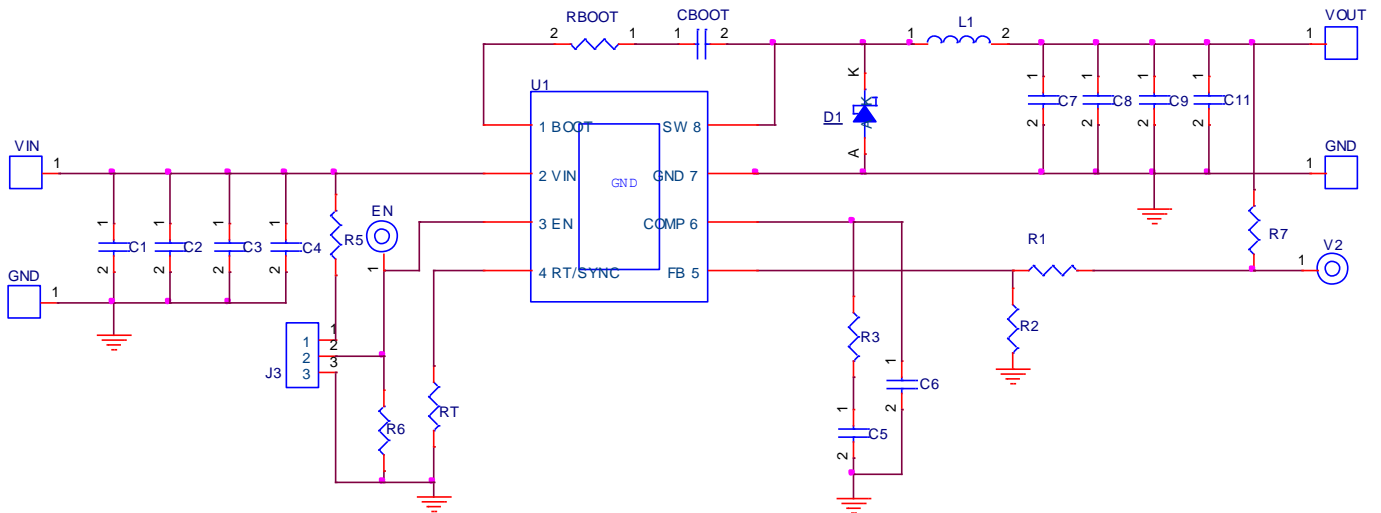 RBOOT
CBOOT
L1
VOUT
2
1
1
2
1
2
1
U1
K
D1
A K
A
1
2
C7
1
2
C8
1
2
C9
1
2
C11
1 BOOT
SW 8
VIN
1
2 VIN
GND
GND 7
GND
1
3 EN
COMP 6
4 RT/SYNC
FB 5
1
2
C1
1
2
C2
1
2
C3
1
2
C4
R5
EN
1
R1
R7
V2
1
GND
1
R2
R3
J3
1
2
3
1
2
3
R6
RT
1
2
C5
1
2
C6